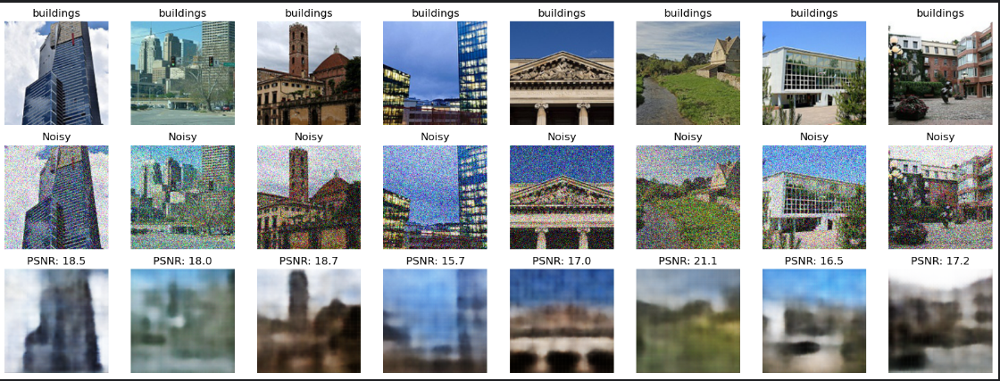 buildings buildings buildings buildings buildings buildings buildings buildings
Noisy Noisy Noisy Noisy Noisy Noisy Noisy Noisy
PSNR: 18.5 PSNR: 18.0 PSNR: 18.7 PSNR: 15.7 PSNR: 17.0 PSNR: 21.1 PSNR: 16.5 PSNR: 17.2